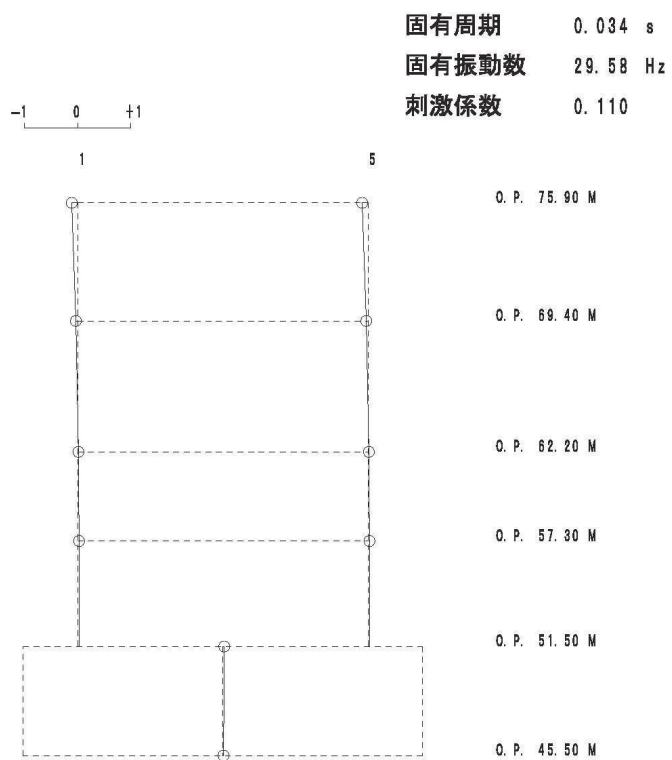 固有周期 0.034 s
固有振動数 29.58 Hz
刺激係数 0.110
-1 0 +1
1 5
O.P. 75.90 M
O.P. 69.40 M
O.P. 62.20 M
O.P. 57.30 M
O.P. 51.50 M
O.P. 45.50 M